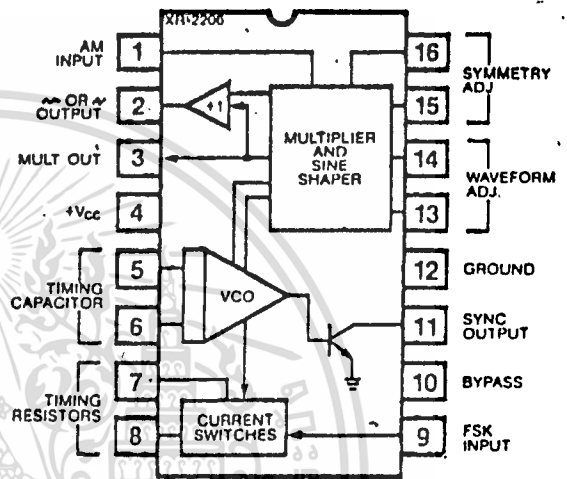 XR-2206
AM
INPUT
1
OR
OUTPUT
2
MULT OUT
3
+Vcc
4
TIMING
CAPACITOR
5
6
TIMING
RESISTORS
7
8
+1
MULTIPLIER
AND
SINE
SHAPER
VCO
CURRENT
SWITCHES
16
SYMMETRY
ADJ
15
14
WAVEFORM
ADJ.
13
12
GROUND
11
SYNC
OUTPUT
10
BYPASS
9
FSK
INPUT